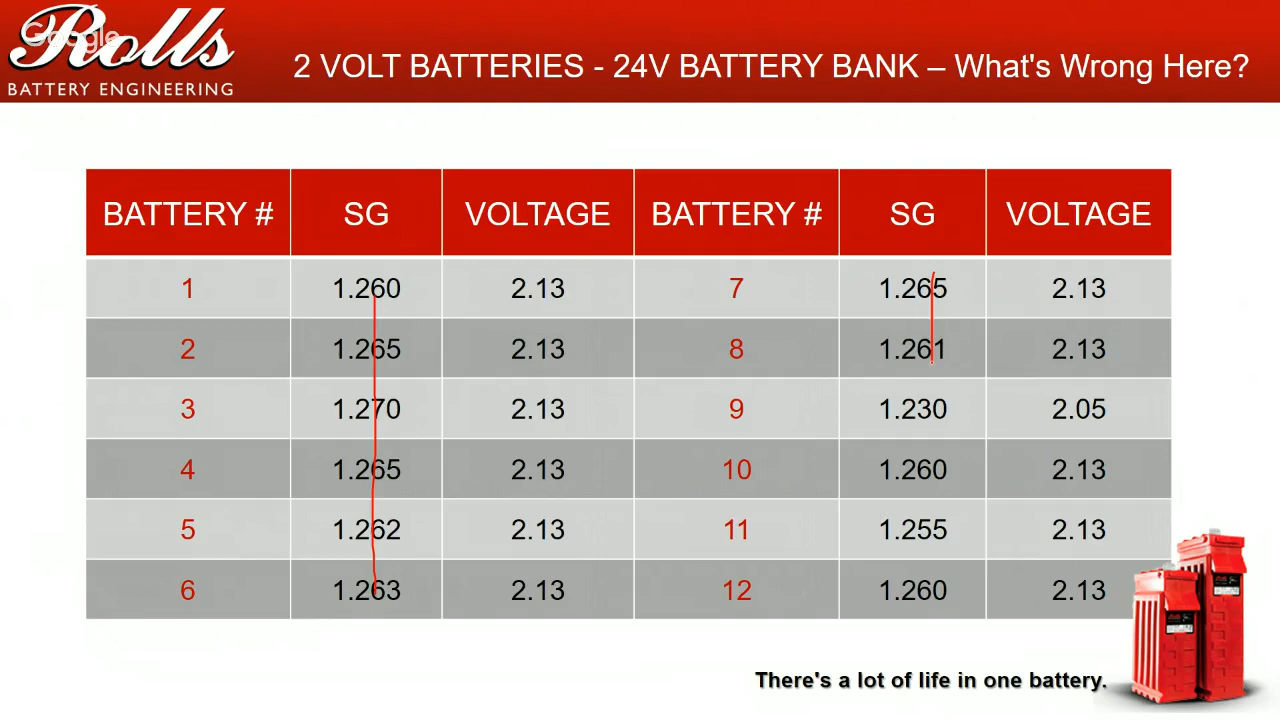 Google
Rolls
BATTERY ENGINEERING
2 VOLT BATTERIES - 24V BATTERY BANK – What's Wrong Here?
BATTERY # SG VOLTAGE BATTERY # SG VOLTAGE
1 1.260 2.13 7 1.265 2.13
2 1.265 2.13 8 1.261 2.13
3 1.270 2.13 9 1.230 2.05
4 1.265 2.13 10 1.260 2.13
5 1.262 2.13 11 1.255 2.13
6 1.263 2.13 12 1.260 2.13
There's a lot of life in one battery.